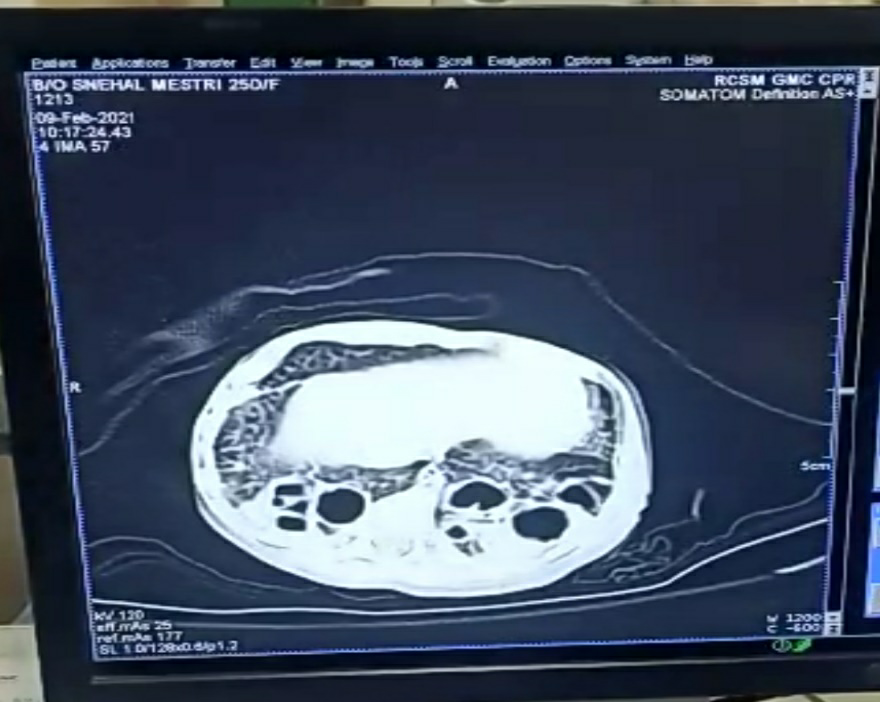 Patient Applications Transfer Edit View Image Tools Scroll Evaluation Options System Help
B/O SNEHAL MESTRI 25D/F
1213
09-Feb-2021
10:17:24.43
4 IMA 57
A
RCSM GMC CPR
SOMATOM Definition AS+
R
5cm
kV 120
eff.mAs 25
ref.mAs 177
SL 1.0/128x0.6/p1.2
W 1200
C -600